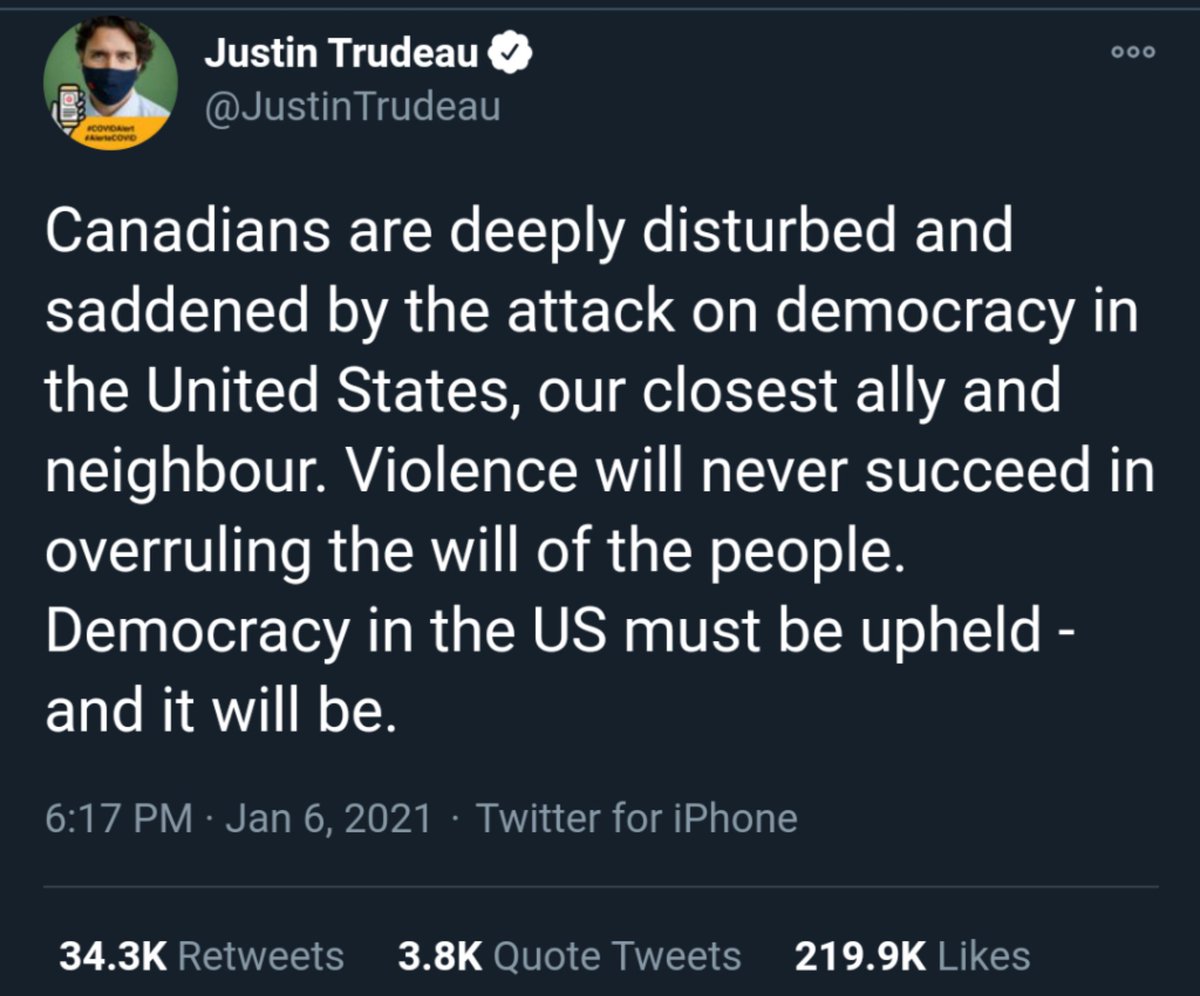 Justin Trudeau
@JustinTrudeau
#COVIDAlert
#AlerteCOVID
Canadians are deeply disturbed and
saddened by the attack on democracy in
the United States, our closest ally and
neighbour. Violence will never succeed in
overruling the will of the people.
Democracy in the US must be upheld -
and it will be.
6:17 PM · Jan 6, 2021 · Twitter for iPhone
34.3K Retweets 3.8K Quote Tweets 219.9K Likes